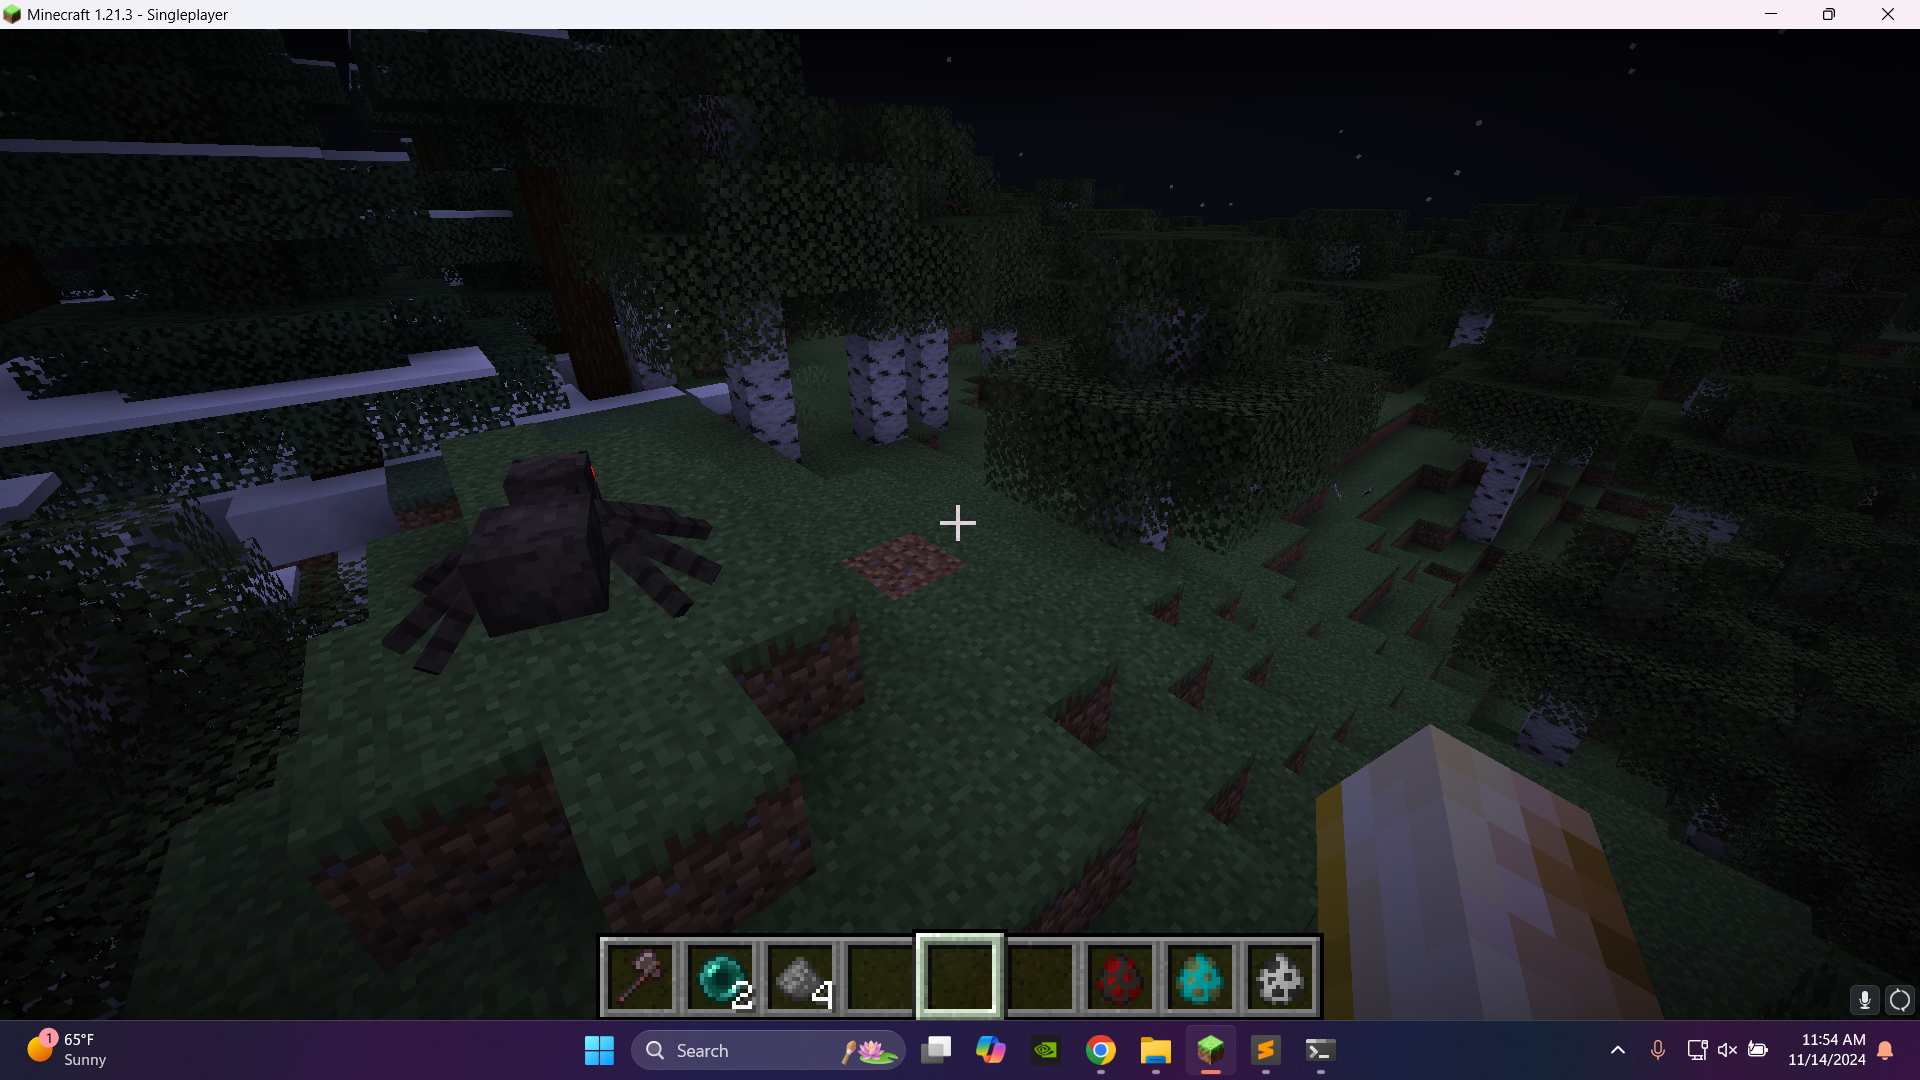 Minecraft 1.21.3 - Singleplayer
2
4
1
65°F
Sunny
Search
11:54 AM
11/14/2024